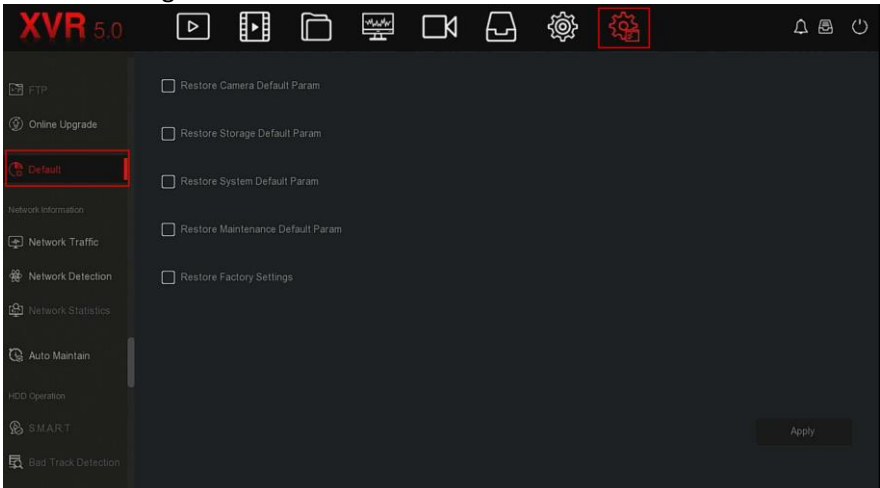 XVR 5.0
FTP
Online Upgrade
Default
Network Information
Network Traffic
Network Detection
Network Statistics
Auto Maintain
HDD Operation
S.M.A.R.T
Bad Track Detection
Restore Camera Default Param
Restore Storage Default Param
Restore System Default Param
Restore Maintenance Default Param
Restore Factory Settings
Apply